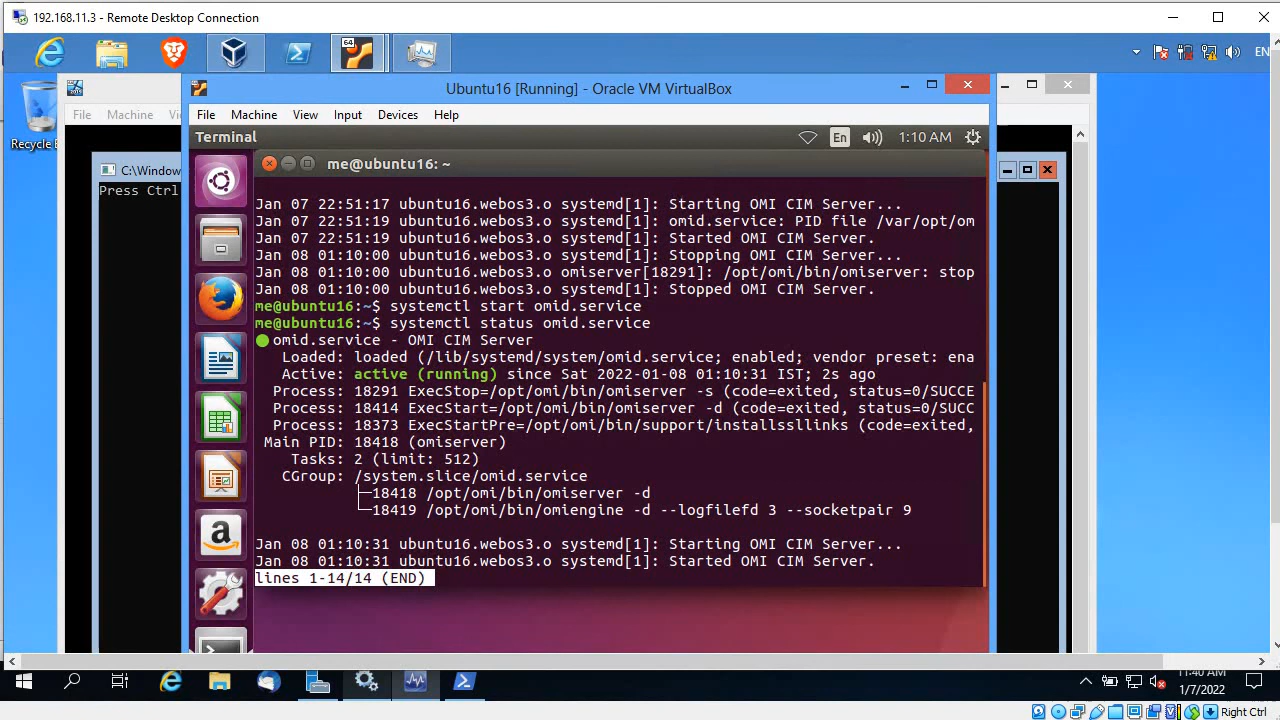 192.168.11.3 - Remote Desktop Connection
64
EN
Ubuntu16 [Running] - Oracle VM VirtualBox
File Machine
File Machine View Input Devices Help
Recycle
Terminal
En
1:10 AM
C:\Window
Press Ctrl
me@ubuntu16: ~
Jan 07 22:51:17 ubuntu16.webos3.o systemd[1]: Starting OMI CIM Server...
Jan 07 22:51:19 ubuntu16.webos3.o systemd[1]: omid.service: PID file /var/opt/om
Jan 07 22:51:19 ubuntu16.webos3.o systemd[1]: Started OMI CIM Server.
Jan 08 01:10:00 ubuntu16.webos3.o systemd[1]: Stopping OMI CIM Server...
Jan 08 01:10:00 ubuntu16.webos3.o omiserver[18291]: /opt/omi/bin/omiserver: stop
Jan 08 01:10:00 ubuntu16.webos3.o systemd[1]: Stopped OMI CIM Server.
me@ubuntu16:~$ systemctl start omid.service
me@ubuntu16:~$ systemctl status omid.service
● omid.service - OMI CIM Server
Loaded: loaded (/lib/systemd/system/omid.service; enabled; vendor preset: ena
Active: active (running) since Sat 2022-01-08 01:10:31 IST; 2s ago
Process: 18291 ExecStop=/opt/omi/bin/omiserver -s (code=exited, status=0/SUCCE
Process: 18414 ExecStart=/opt/omi/bin/omiserver -d (code=exited, status=0/SUCC
Process: 18373 ExecStartPre=/opt/omi/bin/support/installssllinks (code=exited,
Main PID: 18418 (omiserver)
Tasks: 2 (limit: 512)
CGroup: /system.slice/omid.service
├─18418 /opt/omi/bin/omiserver -d
└─18419 /opt/omi/bin/omiengine -d --logfilefd 3 --socketpair 9
Jan 08 01:10:31 ubuntu16.webos3.o systemd[1]: Starting OMI CIM Server...
Jan 08 01:10:31 ubuntu16.webos3.o systemd[1]: Started OMI CIM Server.
lines 1-14/14 (END)
11:40 AM
1/7/2022
Right Ctrl